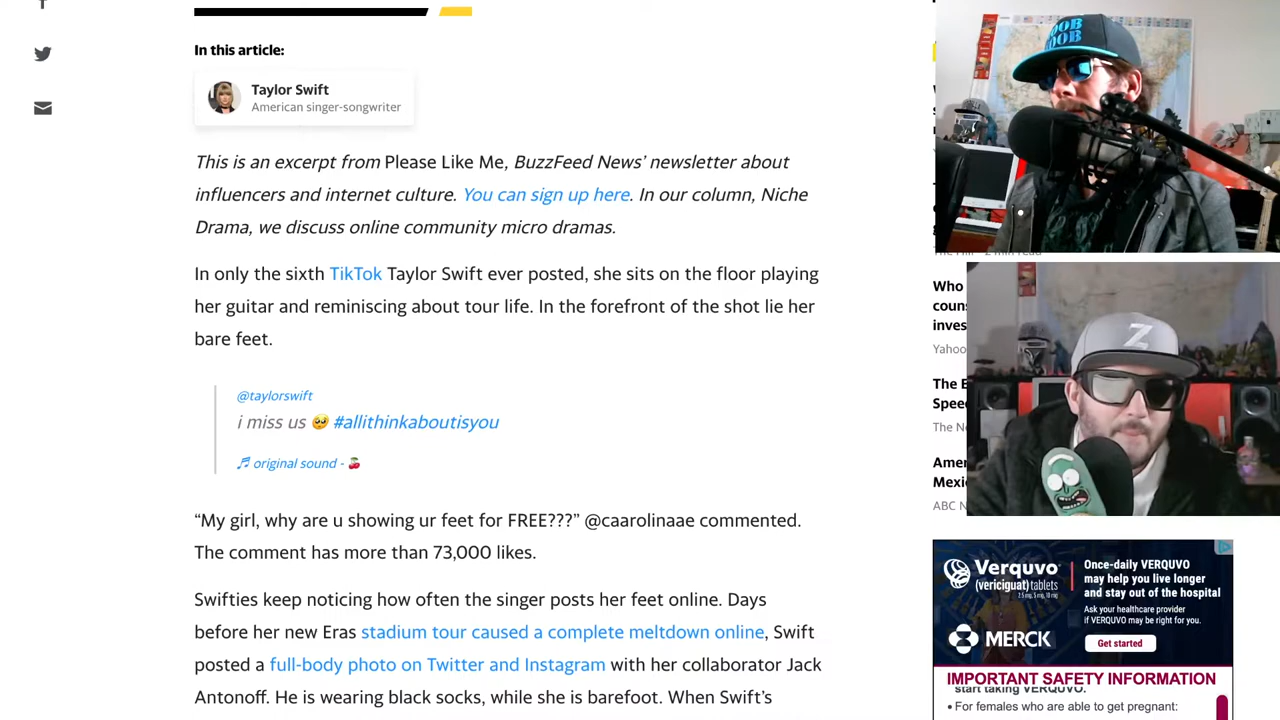 In this article:
Taylor Swift
American singer-songwriter
This is an excerpt from Please Like Me, BuzzFeed News’ newsletter about
influencers and internet culture. You can sign up here. In our column, Niche
Drama, we discuss online community micro dramas.
In only the sixth TikTok Taylor Swift ever posted, she sits on the floor playing
her guitar and reminiscing about tour life. In the forefront of the shot lie her
bare feet.
@taylorswift
i miss us 🥺 #allithinkaboutisyou
♬ original sound - 🍒
“My girl, why are u showing ur feet for FREE???” @caarolinaae commented.
The comment has more than 73,000 likes.
Swifties keep noticing how often the singer posts her feet online. Days
before her new Eras stadium tour caused a complete meltdown online, Swift
posted a full-body photo on Twitter and Instagram with her collaborator Jack
Antonoff. He is wearing black socks, while she is barefoot. When Swift’s
Who
Yahoo
The
Z
Verquvo
(vericiguat) tablets
2.5 mg, 5 mg, 10 mg
Once-daily VERQUVO
may help you live longer
and stay out of the hospital
Ask your healthcare provider
if VERQUVO may be right for you.
MERCK
Get started
IMPORTANT SAFETY INFORMATION
start taking VERQUVO.
• For females who are able to get pregnant: